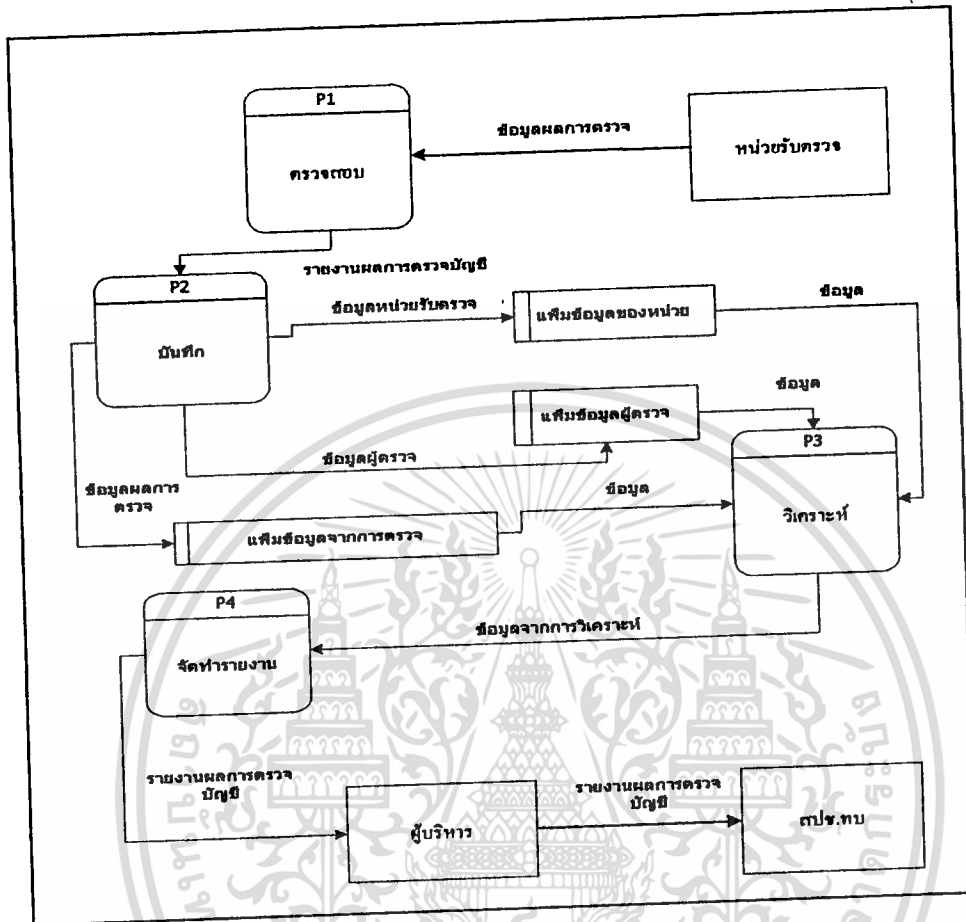 P1
ตรวจสอบ
ข้อมูลผลการตรวจ
หน่วยรับตรวจ
รายงานผลการตรวจบัญชี
P2
บันทึก
ข้อมูลหน่วยรับตรวจ
แฟ้มข้อมูลของหน่วย
ข้อมูล
แฟ้มข้อมูลผู้ตรวจ
ข้อมูล
P3
วิเคราะห์
ข้อมูลผู้ตรวจ
ข้อมูลผลการ
ตรวจ
แฟ้มข้อมูลจากการตรวจ
ข้อมูล
P4
จัดทำรายงาน
ข้อมูลจากการวิเคราะห์
รายงานผลการตรวจ
บัญชี
ผู้บริหาร
รายงานผลการตรวจ
บัญชี
สปช.ทบ